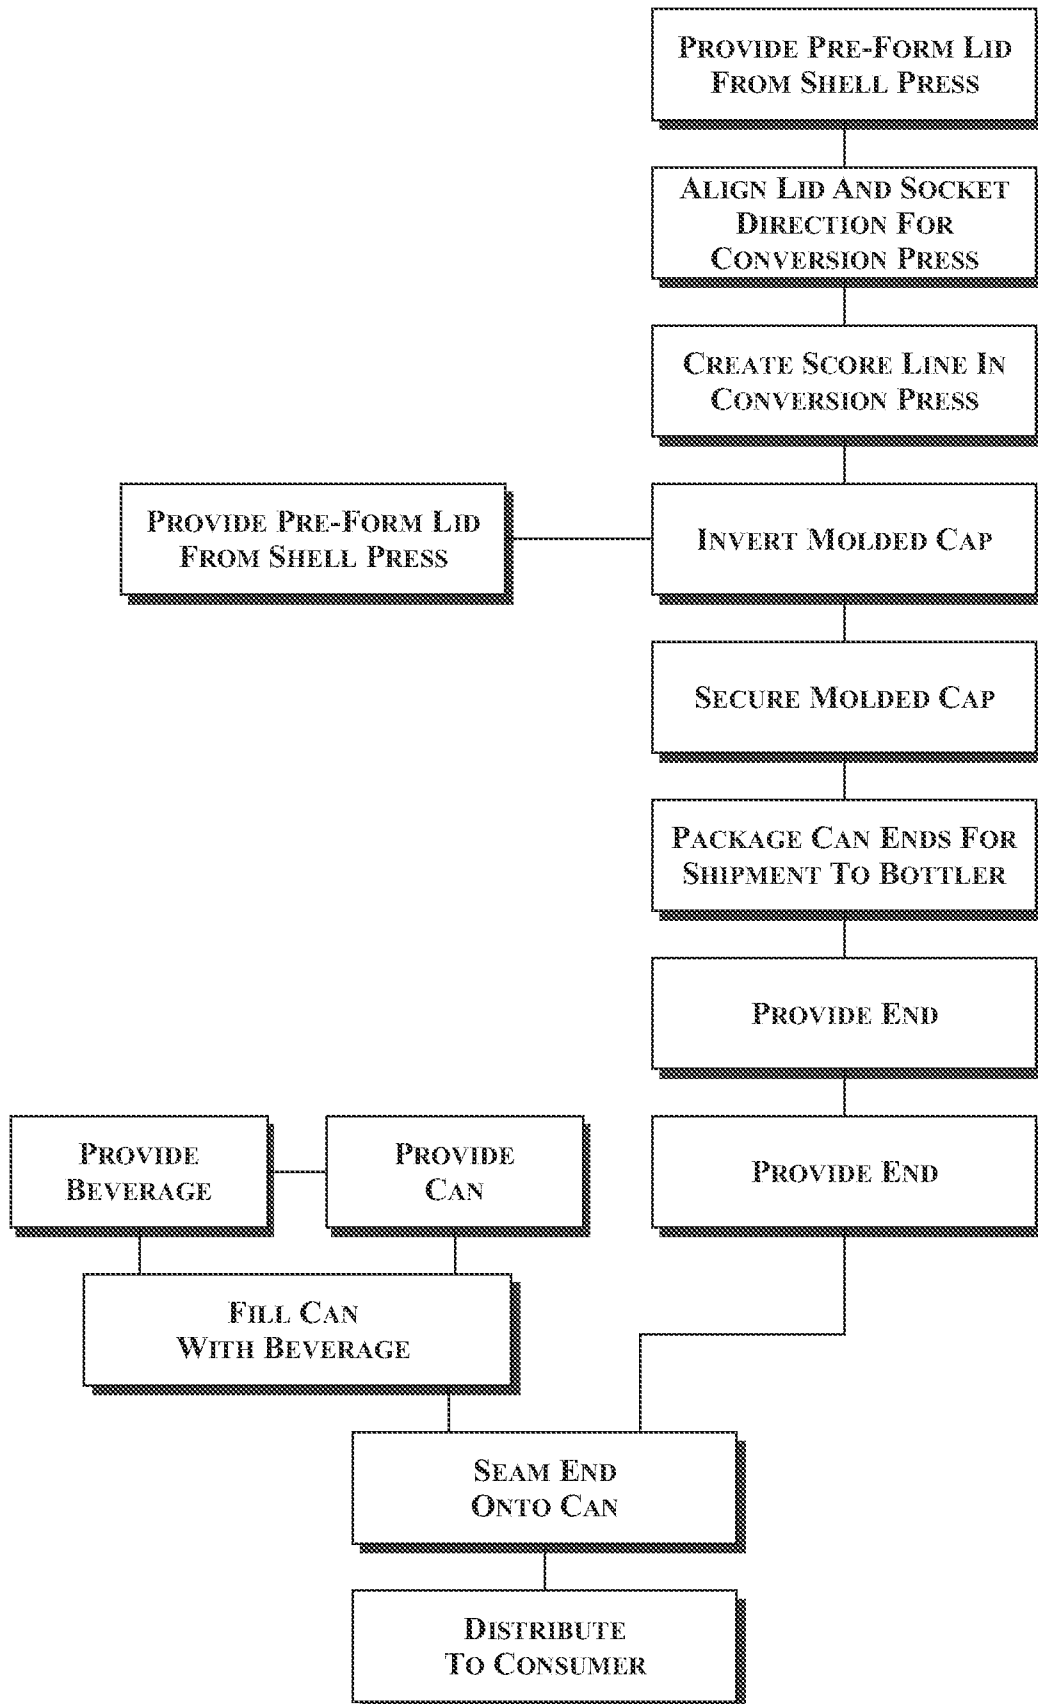 PROVIDE PRE-FORM LID
FROM SHELL PRESS
ALIGN LID AND SOCKET
DIRECTION FOR
CONVERSION PRESS
CREATE SCORE LINE IN
CONVERSION PRESS
PROVIDE PRE-FORM LID
FROM SHELL PRESS
INVERT MOLDED CAP
SECURE MOLDED CAP
PACKAGE CAN ENDS FOR
SHIPMENT TO BOTTLER
PROVIDE END
PROVIDE
BEVERAGE
PROVIDE
CAN
PROVIDE END
FILL CAN
WITH BEVERAGE
SEAM END
ONTO CAN
DISTRIBUTE
TO CONSUMER